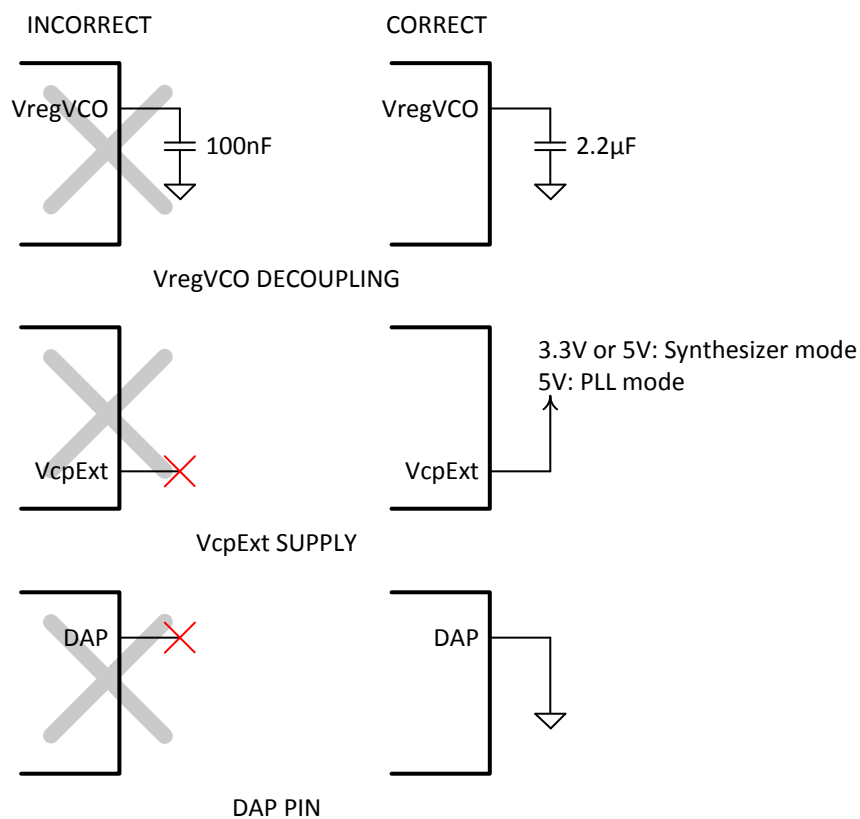 INCORRECT
CORRECT
VregVCO
100nF
VregVCO
2.2µF
VregVCO DECOUPLING
3.3V or 5V: Synthesizer mode
5V: PLL mode
VcpExt
VcpExt
VcpExt SUPPLY
DAP
DAP
DAP PIN